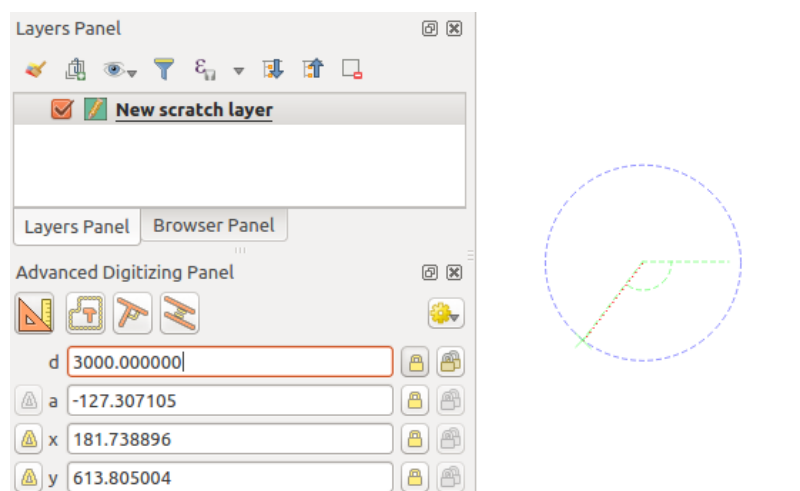 Layers Panel
New scratch layer
Layers Panel
Browser Panel
Advanced Digitizing Panel
d 3000.000000
a -127.307105
x 181.738896
y 613.805004